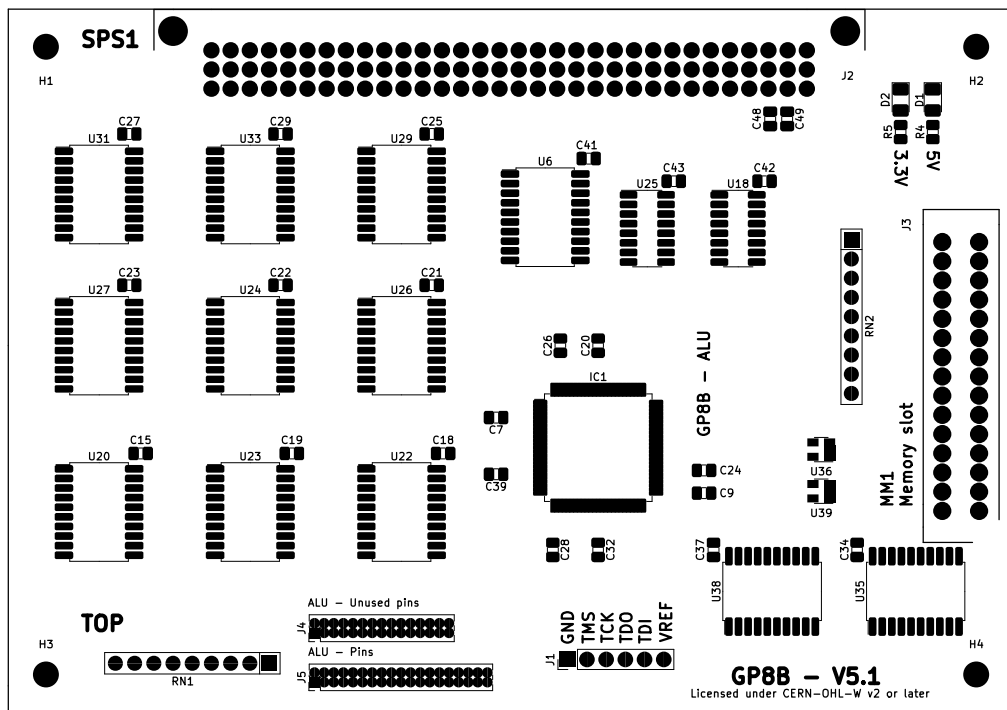 SPS1
H1
J2
H2
D2
D1
C48
C49
R5
R4
3.3V
5V
C27
C29
C25
U31
U33
U29
C41
U6
C43
C42
U25
U18
J3
C23
C22
C21
U27
U24
U26
RN2
C26
C20
IC1
GP8B - ALU
C7
C15
C19
C18
U20
U23
U22
C39
C24
C9
U36
U39
MM1
Memory slot
C28
C32
C37
C34
U38
U35
ALU - Unused pins
J4
TOP
ALU - Pins
J5
H3
RN1
GND
TMS
TCK
TDO
TDI
VREF
J1
H4
GP8B - V5.1
Licensed under CERN-OHL-W v2 or later